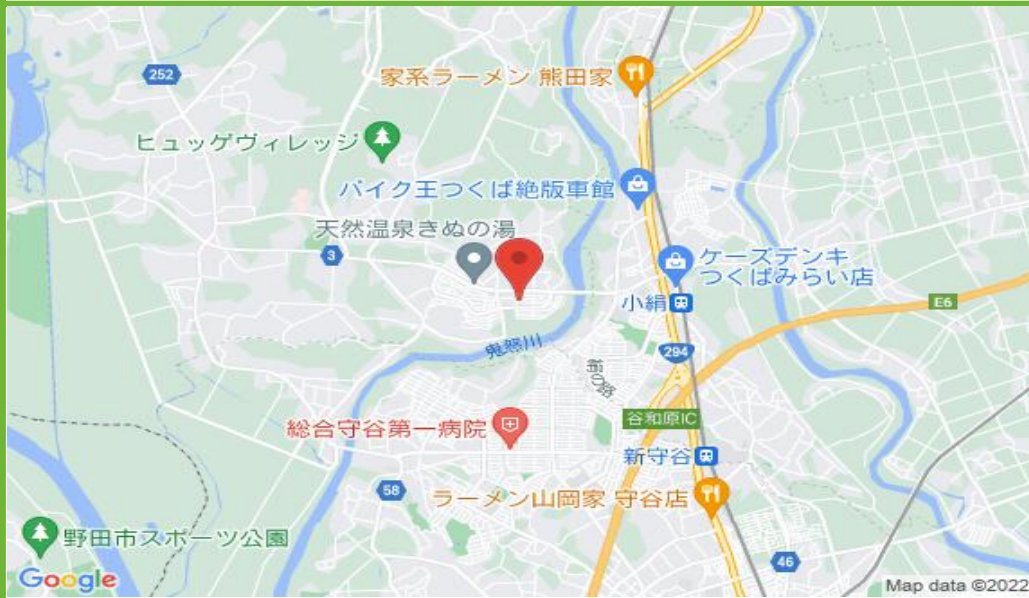 252
家系ラーメン 熊田家
ヒュッゲヴィレッジ
バイク王つくば絶版車館
天然温泉きぬの湯
3
ケーズデンキ
つくばみらい店
小絹
E6
鬼怒川
294
絹の路
谷和原IC
総合守谷第一病院
新守谷
58
ラーメン山岡家 守谷店
野田市スポーツ公園
46
Google
Map data ©2022